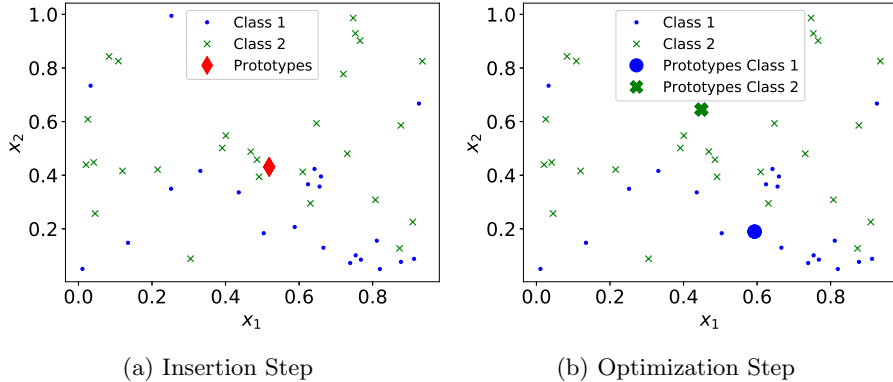 1.0
0.8
0.6
0.4
0.2
x2
0.0 0.2 0.4 0.6 0.8
x1
Class 1
Class 2
Prototypes
(a) Insertion Step
1.0
0.8
0.6
0.4
0.2
x2
0.0 0.2 0.4 0.6 0.8
x1
Class 1
Class 2
Prototypes Class 1
Prototypes Class 2
(b) Optimization Step